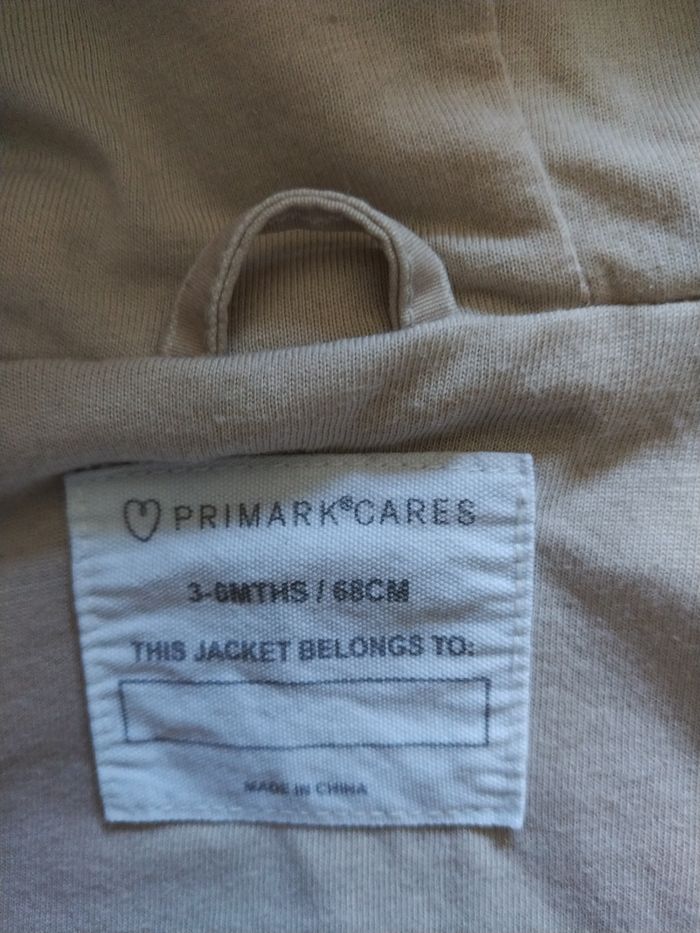 PRIMARK®CARES
3-6MTHS / 68CM
THIS JACKET BELONGS TO:
MADE IN CHINA